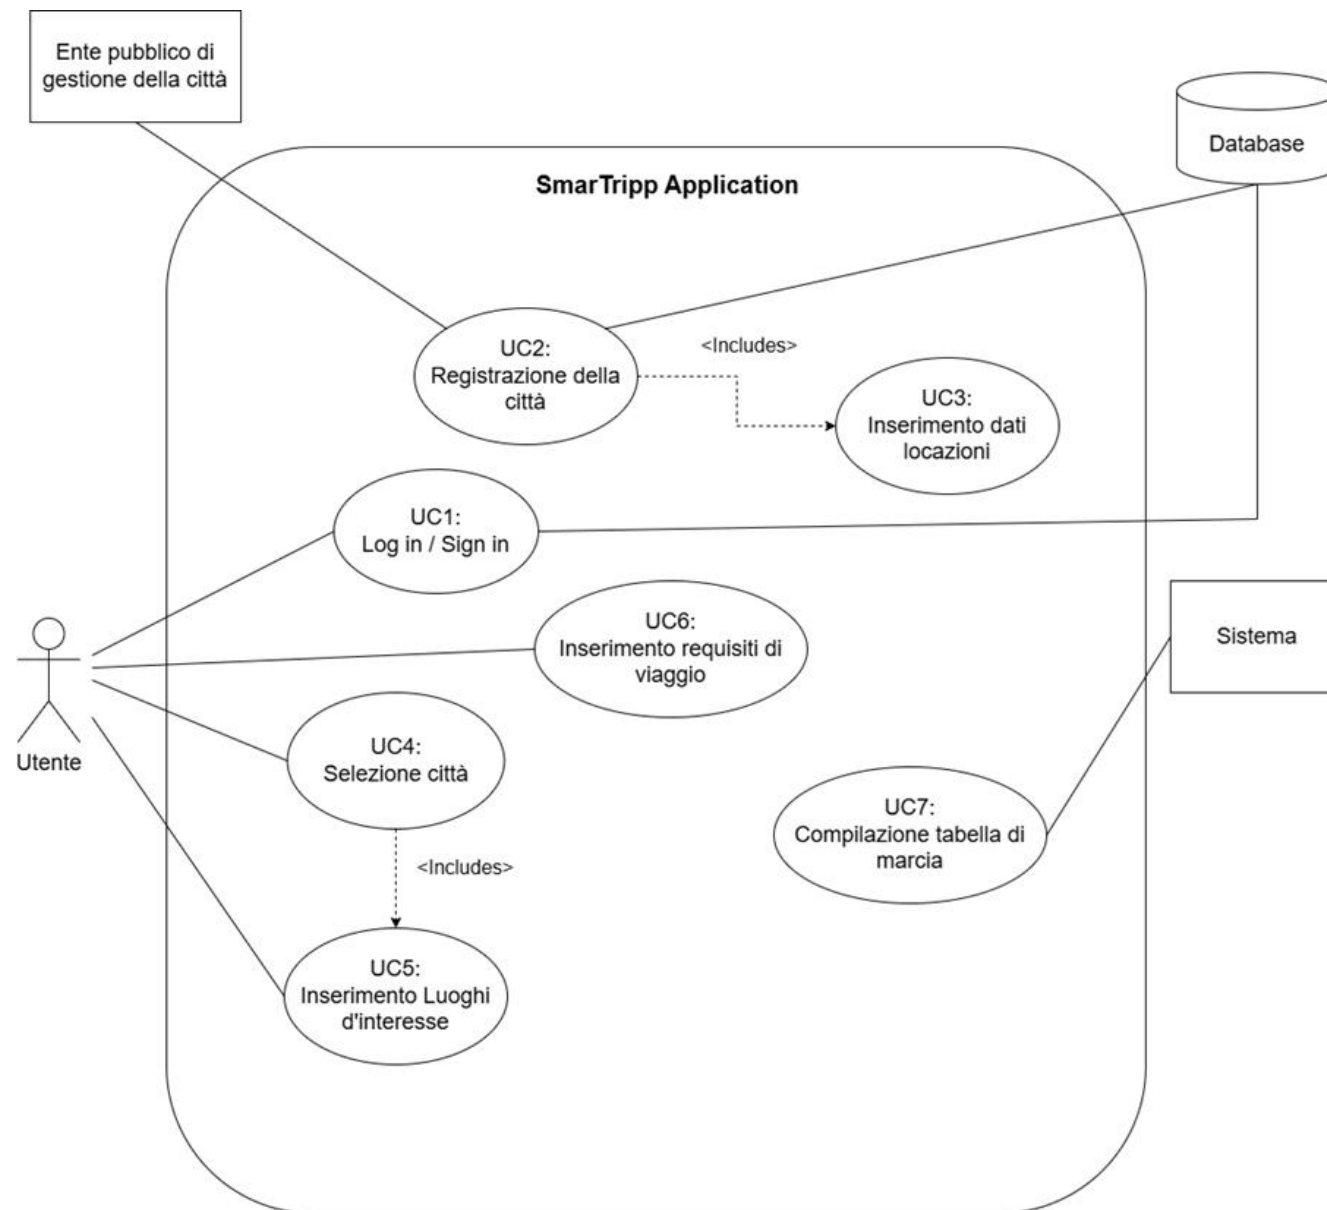 Ente pubblico di
gestione della città
Database
SmarTripp Application
UC2:
Registrazione della
città
<Includes>
UC3:
Inserimento dati
locazioni
UC1:
Log in / Sign in
UC6:
Inserimento requisiti di
viaggio
Sistema
Utente
UC4:
Selezione città
UC7:
Compilazione tabella di
marcia
<Includes>
UC5:
Inserimento Luoghi
d'interesse